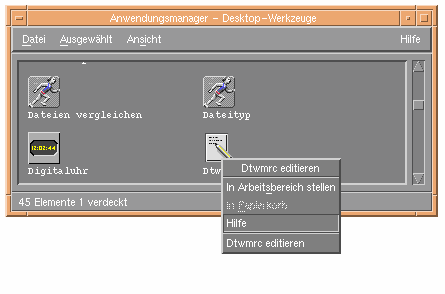 Anwendungsmanager - Desktop-Werkzeuge
Datei Ausgewählt Ansicht Hilfe
Dateien vergleichen Dateityp
12:02:44
Digitaluhr Dtw
Dtwmrc editieren
In Arbeitsbereich stellen
In Papierkorb
Hilfe
Dtwmrc editieren
45 Elemente 1 verdeckt